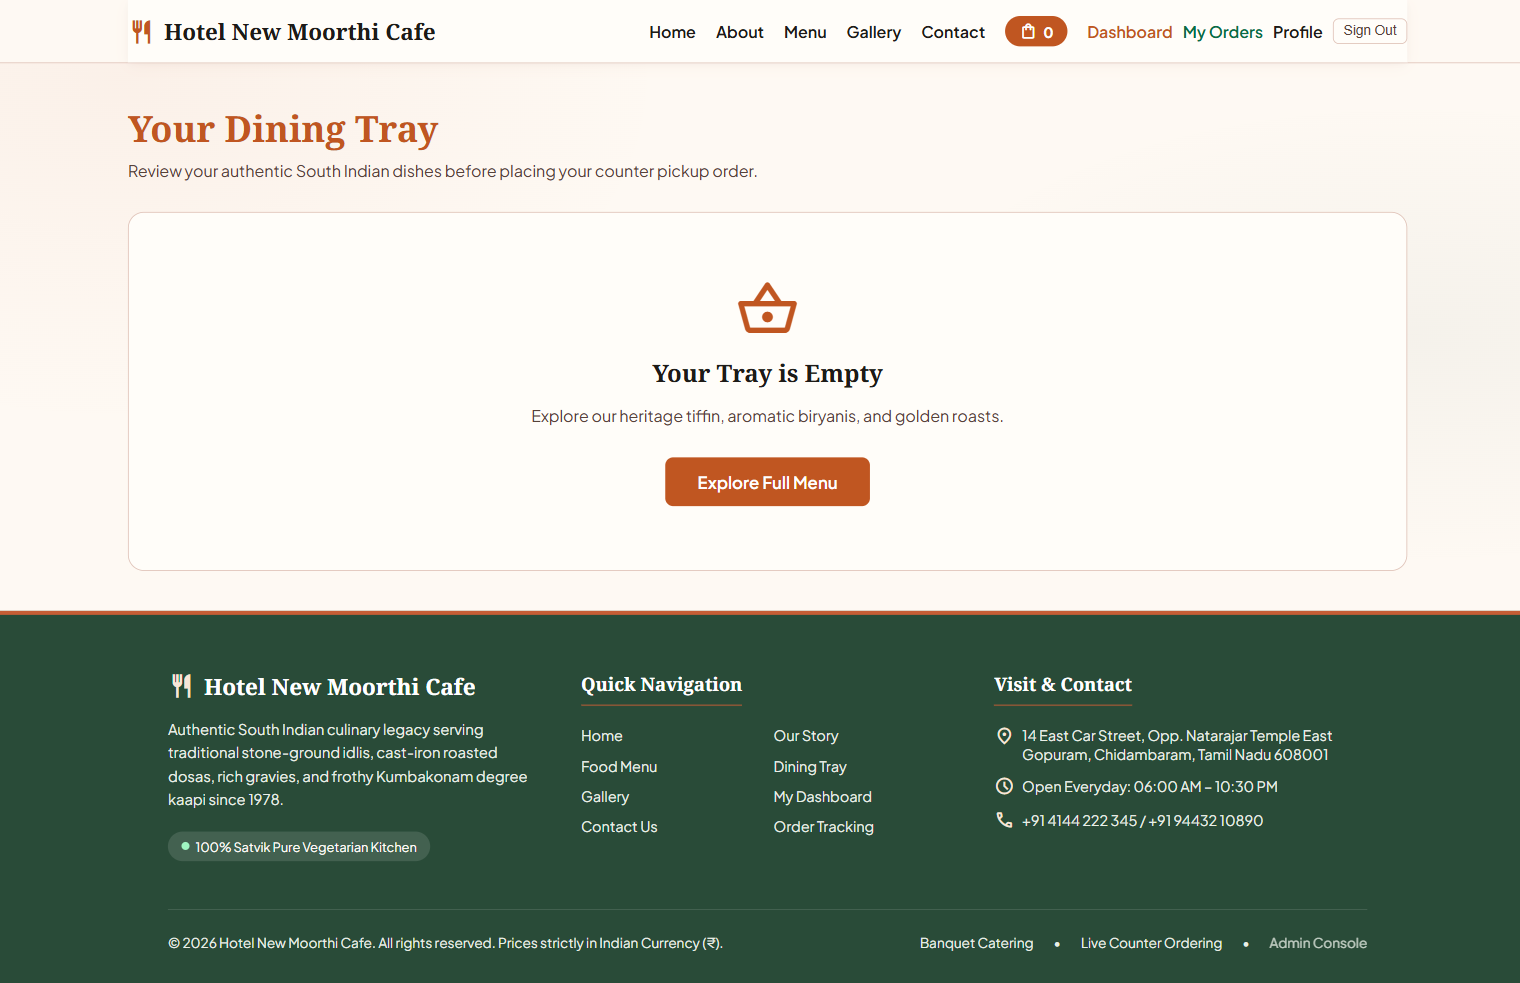 Hotel New Moorthi Cafe
Home
About
Menu
Gallery
Contact
0
Dashboard
My Orders
Profile
Sign Out
Your Dining Tray
Review your authentic South Indian dishes before placing your counter pickup order.
Your Tray is Empty
Explore our heritage tiffin, aromatic biryanis, and golden roasts.
Explore Full Menu
Hotel New Moorthi Cafe
Authentic South Indian culinary legacy serving
traditional stone-ground idlis, cast-iron roasted
dosas, rich gravies, and frothy Kumbakonam degree
kaapi since 1978.
100% Satvik Pure Vegetarian Kitchen
Quick Navigation
Home
Our Story
Food Menu
Dining Tray
Gallery
My Dashboard
Contact Us
Order Tracking
Visit & Contact
14 East Car Street, Opp. Natarajar Temple East
Gopuram, Chidambaram, Tamil Nadu 608001
Open Everyday: 06:00 AM – 10:30 PM
+91 4144 222 345 / +91 94432 10890
© 2026 Hotel New Moorthi Cafe. All rights reserved. Prices strictly in Indian Currency (₹).
Banquet Catering • Live Counter Ordering • Admin Console